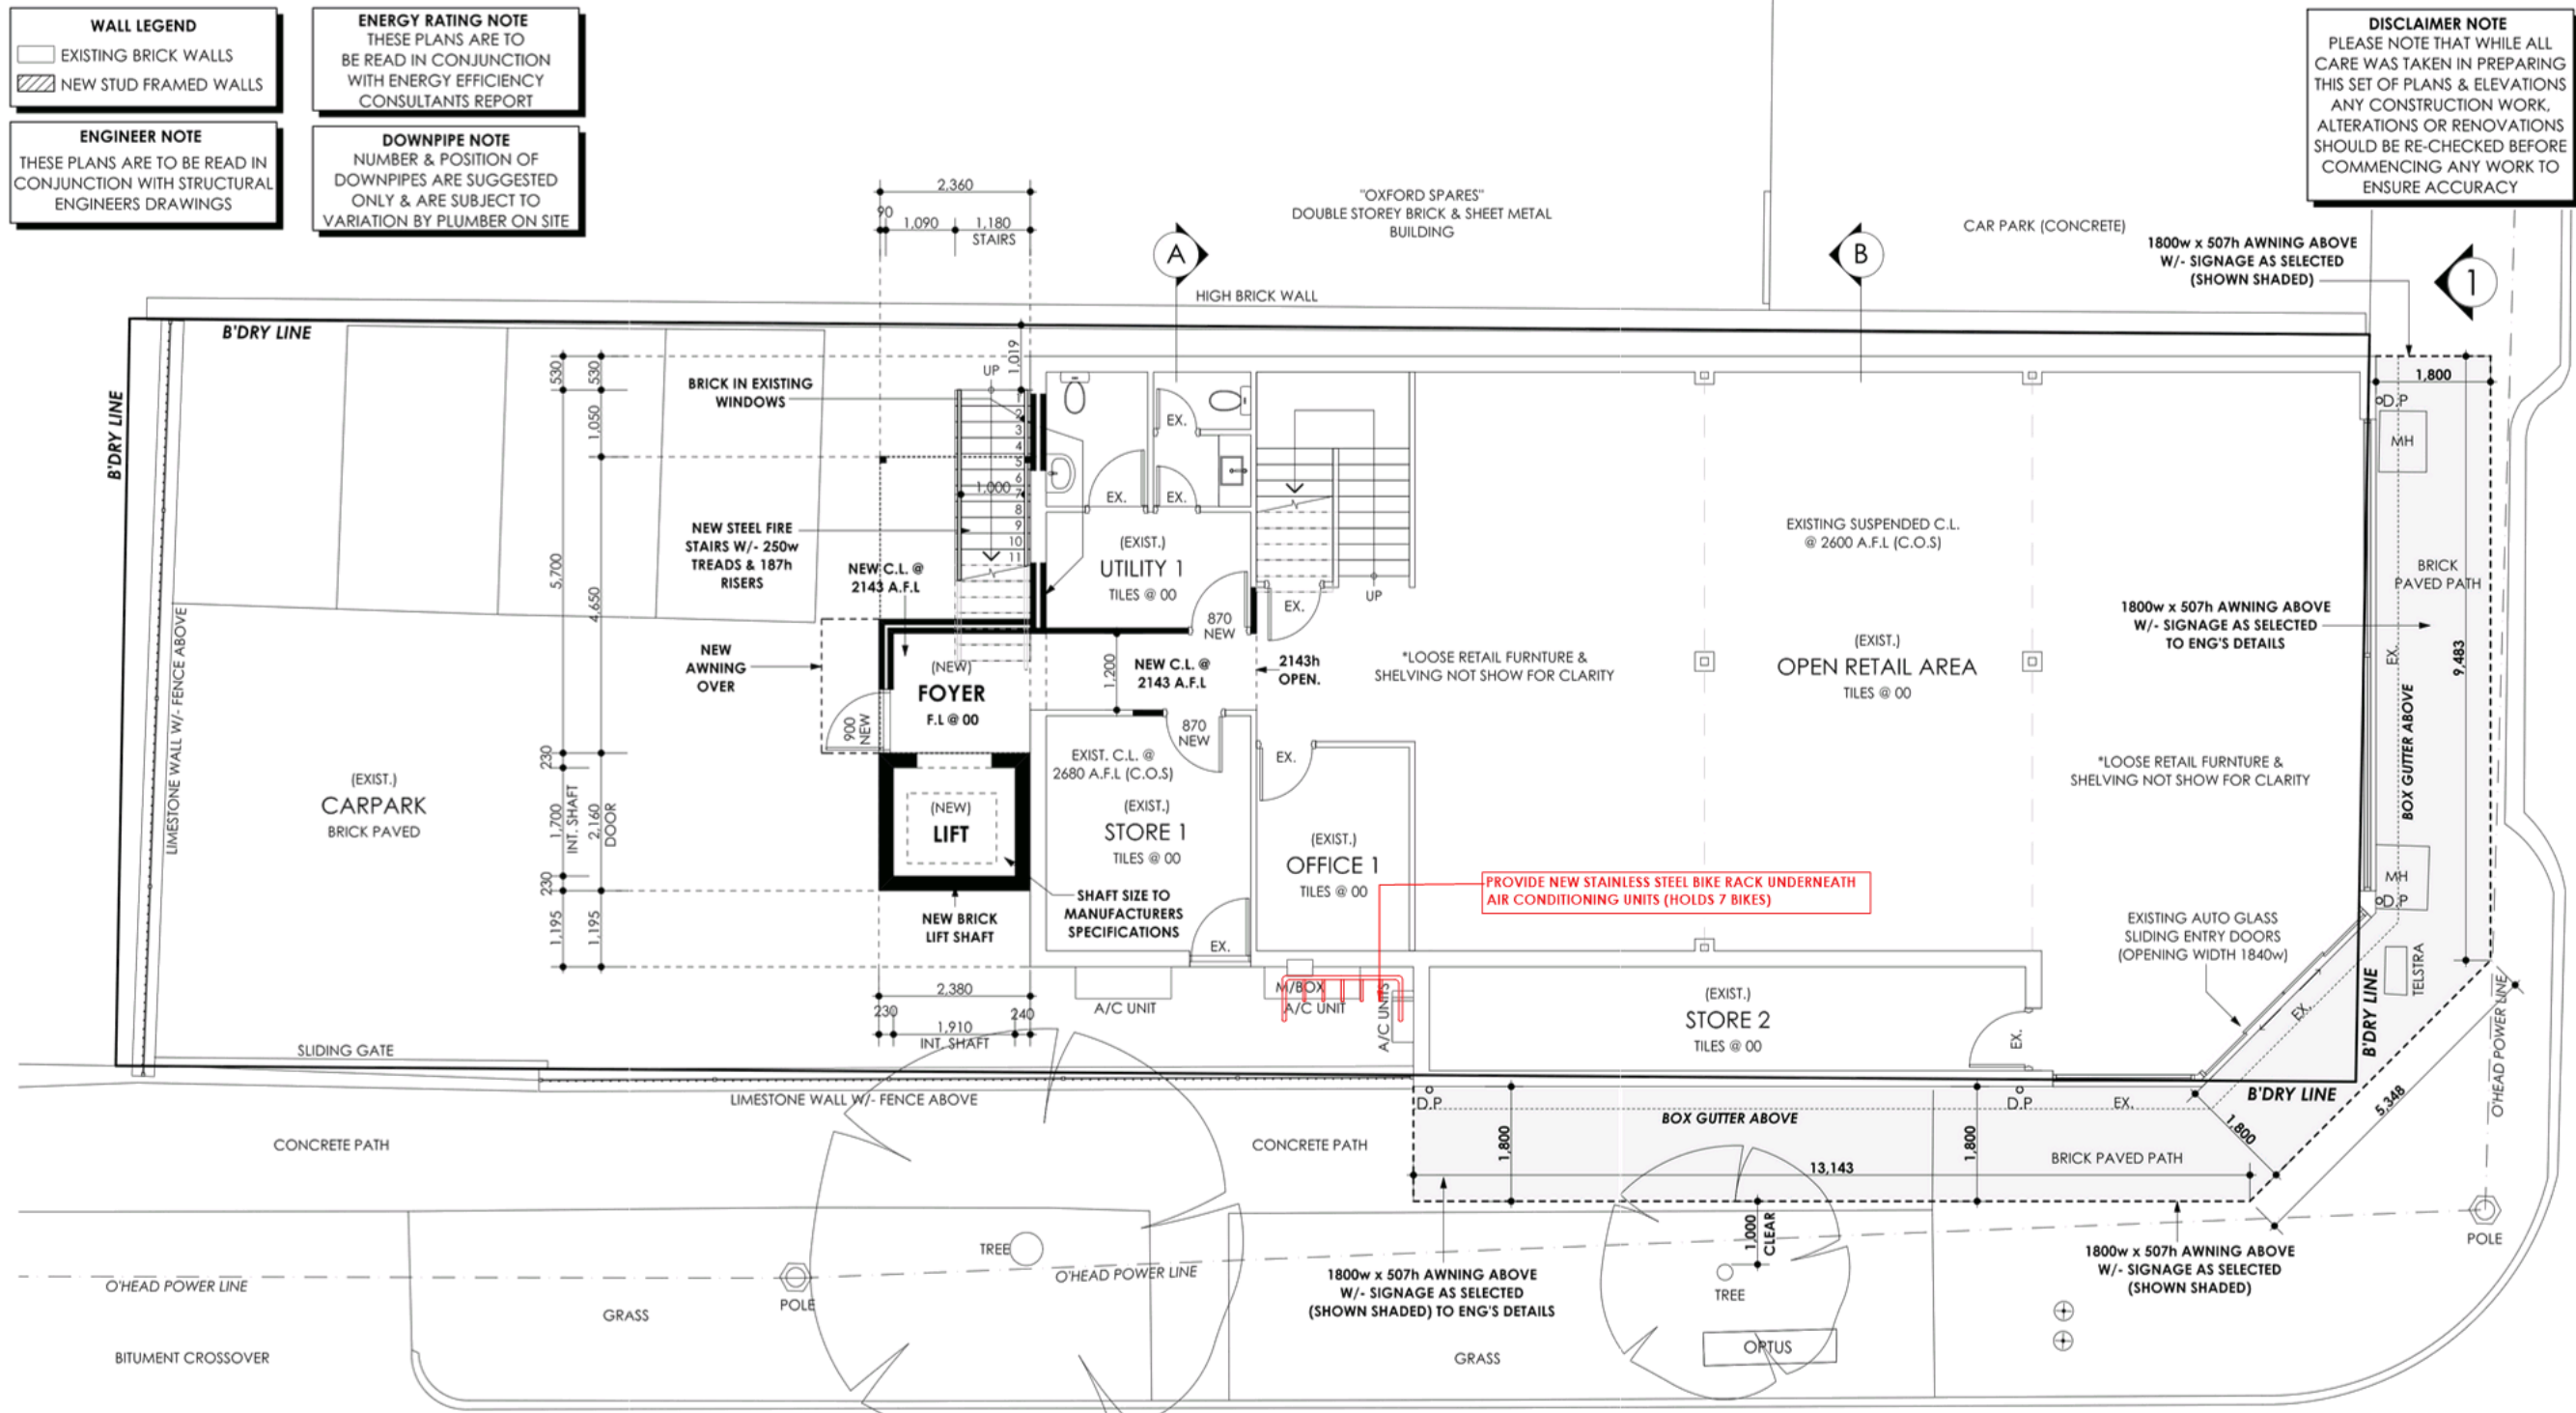 WALL LEGEND
EXISTING BRICK WALLS
NEW STUD FRAMED WALLS
ENERGY RATING NOTE
THESE PLANS ARE TO
BE READ IN CONJUNCTION
WITH ENERGY EFFICIENCY
CONSULTANTS REPORT
ENGINEER NOTE
THESE PLANS ARE TO BE READ IN
CONJUNCTION WITH STRUCTURAL
ENGINEERS DRAWINGS
DOWNPIPE NOTE
NUMBER & POSITION OF
DOWNPIPES ARE SUGGESTED
ONLY & ARE SUBJECT TO
VARIATION BY PLUMBER ON SITE
DISCLAIMER NOTE
PLEASE NOTE THAT WHILE ALL
CARE WAS TAKEN IN PREPARING
THIS SET OF PLANS & ELEVATIONS
ANY CONSTRUCTION WORK,
ALTERATIONS OR RENOVATIONS
SHOULD BE RE-CHECKED BEFORE
COMMENCING ANY WORK TO
ENSURE ACCURACY
2,360
90
1,090
1,180
STAIRS
"OXFORD SPARES"
DOUBLE STOREY BRICK & SHEET METAL
BUILDING
A
B
CAR PARK (CONCRETE)
1800w x 507h AWNING ABOVE
W/- SIGNAGE AS SELECTED
(SHOWN SHADED)
1
HIGH BRICK WALL
B'DRY LINE
B'DRY LINE
530
530
1,019
UP
BRICK IN EXISTING
WINDOWS
1,050
1
2
3
4
5
6
7
8
9
10
11
1,000
EX.
EX.
EX.
1,800
D.P
MH
NEW STEEL FIRE
STAIRS W/- 250w
TREADS & 187h
RISERS
NEW C.L. @
2143 A.F.L
(EXIST.)
UTILITY 1
TILES @ 00
EXISTING SUSPENDED C.L.
@ 2600 A.F.L (C.O.S)
BRICK
PAVED PATH
5,700
4,650
EX.
UP
870
NEW
1800w x 507h AWNING ABOVE
W/- SIGNAGE AS SELECTED
TO ENG'S DETAILS
LIMESTONE WALL W/- FENCE ABOVE
NEW
AWNING
OVER
(NEW)
FOYER
F.L @ 00
1,200
NEW C.L. @
2143 A.F.L
2143h
OPEN.
*LOOSE RETAIL FURNTURE &
SHELVING NOT SHOW FOR CLARITY
(EXIST.)
OPEN RETAIL AREA
TILES @ 00
EX.
9,483
BOX GUTTER ABOVE
900
NEW
870
NEW
230
EXIST. C.L. @
2680 A.F.L (C.O.S)
EX.
*LOOSE RETAIL FURNTURE &
SHELVING NOT SHOW FOR CLARITY
(EXIST.)
CARPARK
BRICK PAVED
1,700
INT. SHAFT
2,160
DOOR
(NEW)
LIFT
(EXIST.)
STORE 1
TILES @ 00
(EXIST.)
OFFICE 1
TILES @ 00
PROVIDE NEW STAINLESS STEEL BIKE RACK UNDERNEATH
AIR CONDITIONING UNITS (HOLDS 7 BIKES)
230
MH
D.P
1,195
1,195
NEW BRICK
LIFT SHAFT
SHAFT SIZE TO
MANUFACTURERS
SPECIFICATIONS
EX.
EXISTING AUTO GLASS
SLIDING ENTRY DOORS
(OPENING WIDTH 1840w)
TELSTRA
B'DRY LINE
O'HEAD POWER LINE
2,380
230
1,910
240
INT. SHAFT
A/C UNIT
M/BOX
A/C UNIT
A/C UNITS
(EXIST.)
STORE 2
TILES @ 00
EX.
EX.
SLIDING GATE
LIMESTONE WALL W/- FENCE ABOVE
D.P
BOX GUTTER ABOVE
D.P
EX.
B'DRY LINE
5,348
1,800
1,800
1,800
13,143
BRICK PAVED PATH
CONCRETE PATH
CONCRETE PATH
1,000
CLEAR
TREE
O'HEAD POWER LINE
O'HEAD POWER LINE
POLE
GRASS
1800w x 507h AWNING ABOVE
W/- SIGNAGE AS SELECTED
(SHOWN SHADED) TO ENG'S DETAILS
TREE
1800w x 507h AWNING ABOVE
W/- SIGNAGE AS SELECTED
(SHOWN SHADED)
POLE
BITUMENT CROSSOVER
GRASS
OPTUS